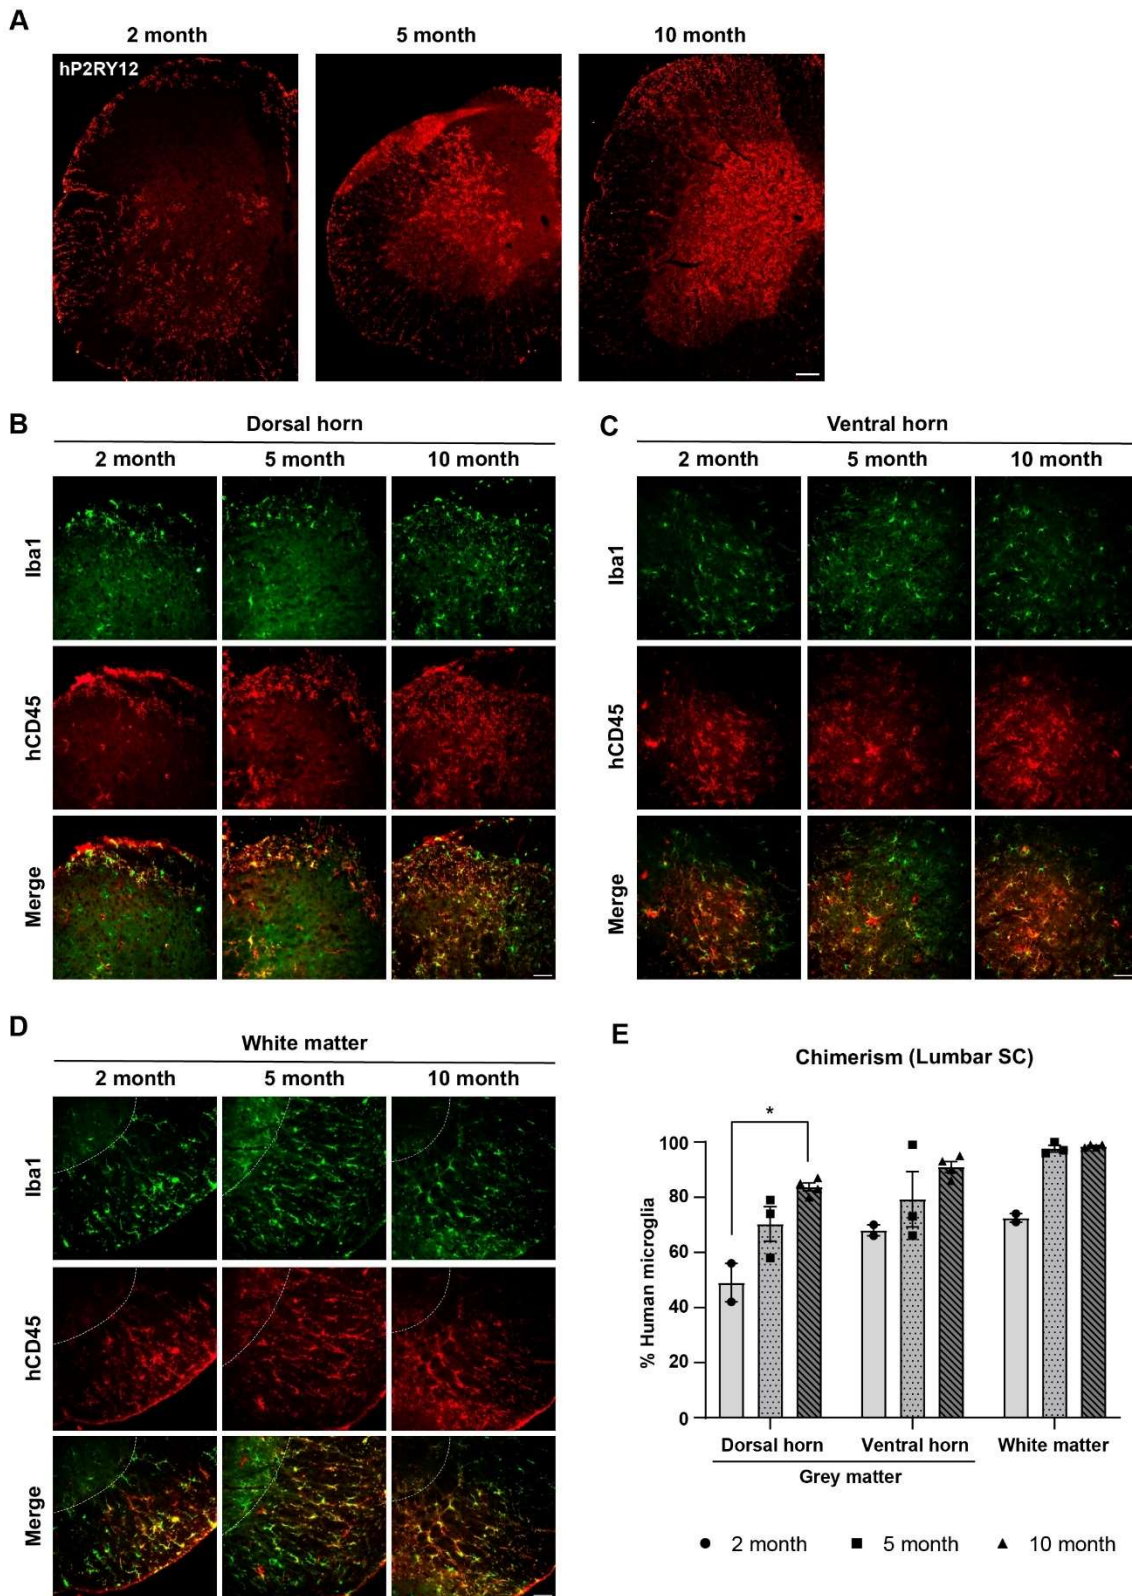 A
2 month 5 month 10 month
hP2RY12
B
Dorsal horn
2 month 5 month 10 month
Iba1
hCD45
Merge
C
Ventral horn
2 month 5 month 10 month
Iba1
hCD45
Merge
D
White matter
2 month 5 month 10 month
Iba1
hCD45
Merge
E
Chimerism (Lumbar SC)
*
% Human microglia
100
80
60
40
20
0
Dorsal horn Ventral horn White matter
Grey matter
2 month 5 month 10 month